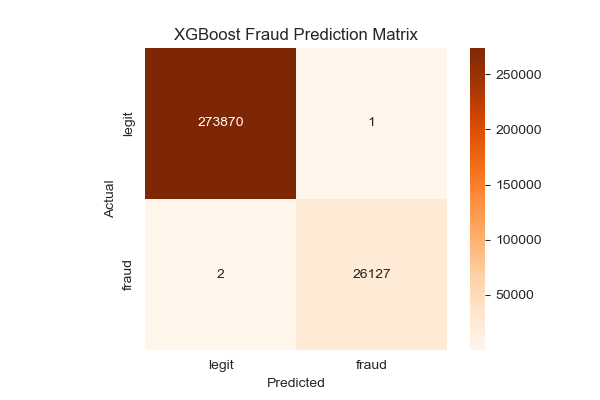 XGBoost Fraud Prediction Matrix
Actual
legit
273870
1
fraud
2
26127
legit
fraud
Predicted
250000
200000
150000
100000
50000